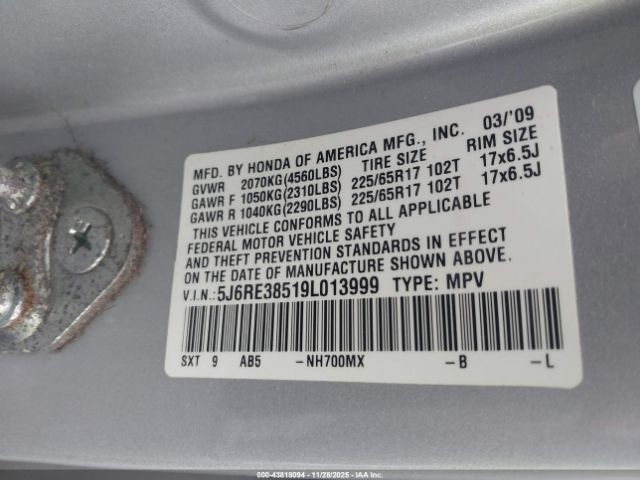 MFD. BY HONDA OF AMERICA MFG., INC. 03/'09
GVWR 2070KG(4560LBS) TIRE SIZE RIM SIZE
GAWR F 1050KG(2310LBS) 225/65R17 102T 17x6.5J
GAWR R 1040KG(2290LBS) 225/65R17 102T 17x6.5J
THIS VEHICLE CONFORMS TO ALL APPLICABLE
FEDERAL MOTOR VEHICLE SAFETY
AND THEFT PREVENTION STANDARDS IN EFFECT
ON THE DATE OF MANUFACTURE SHOWN ABOVE.
V.I.N.:5J6RE38519L013999 TYPE: MPV
SXT 9 AB5 -NH700MX -B -L
000-43818094 | 11/28/2025 | IAA Corp.